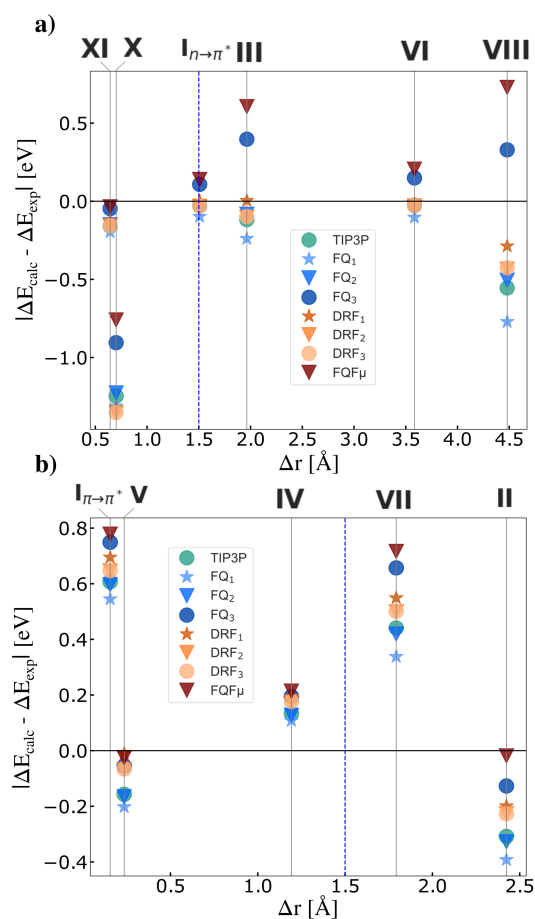 a)
XI X I n→π* III VI VIII
|ΔEcalc - ΔEexp| [eV]
0.5
0.0
−0.5
−1.0
TIP3P
FQ1
FQ2
FQ3
DRF1
DRF2
DRF3
FQFμ
0.5 1.0 1.5 2.0 2.5 3.0 3.5 4.0 4.5
Δr [Å]
b)
I π→π* V IV VII II
|ΔEcalc - ΔEexp| [eV]
0.8
0.6
0.4
0.2
0.0
−0.2
−0.4
TIP3P
FQ1
FQ2
FQ3
DRF1
DRF2
DRF3
FQFμ
0.5 1.0 1.5 2.0 2.5
Δr [Å]